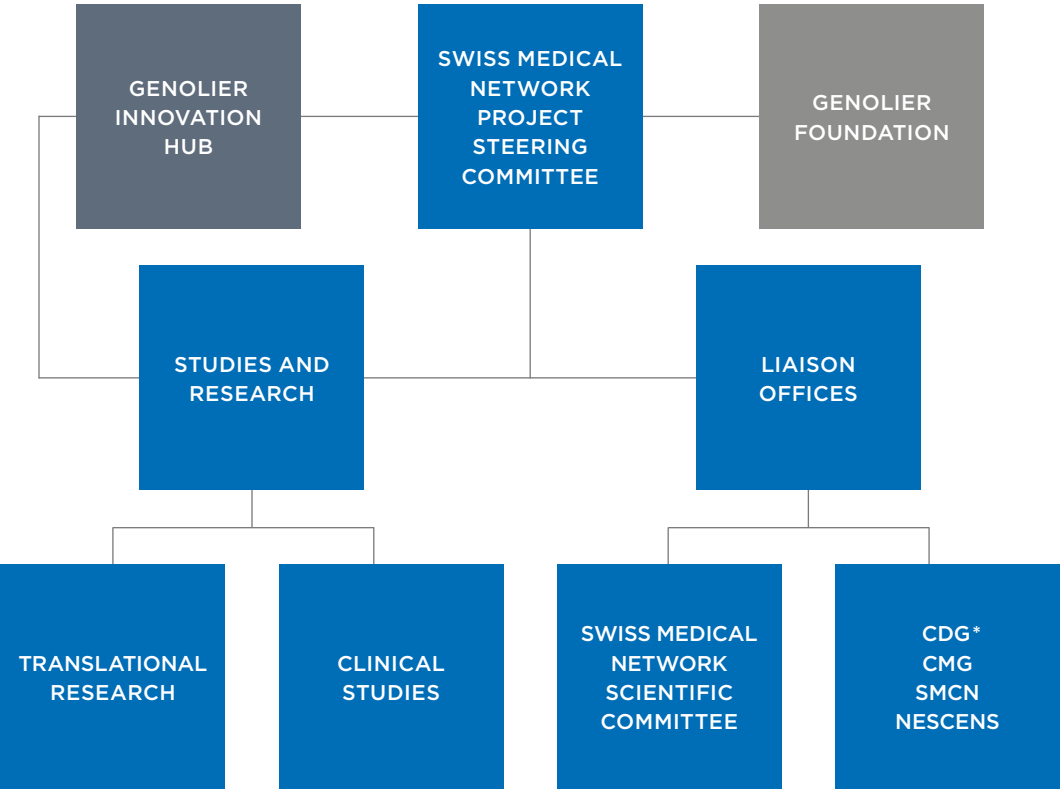 GENOLIER
INNOVATION
HUB
SWISS MEDICAL
NETWORK
PROJECT
STEERING
COMMITTEE
GENOLIER
FOUNDATION
STUDIES AND
RESEARCH
LIAISON
OFFICES
TRANSLATIONAL
RESEARCH
CLINICAL
STUDIES
SWISS MEDICAL
NETWORK
SCIENTIFIC
COMMITTEE
CDG*
CMG
SMCN
NESCENS